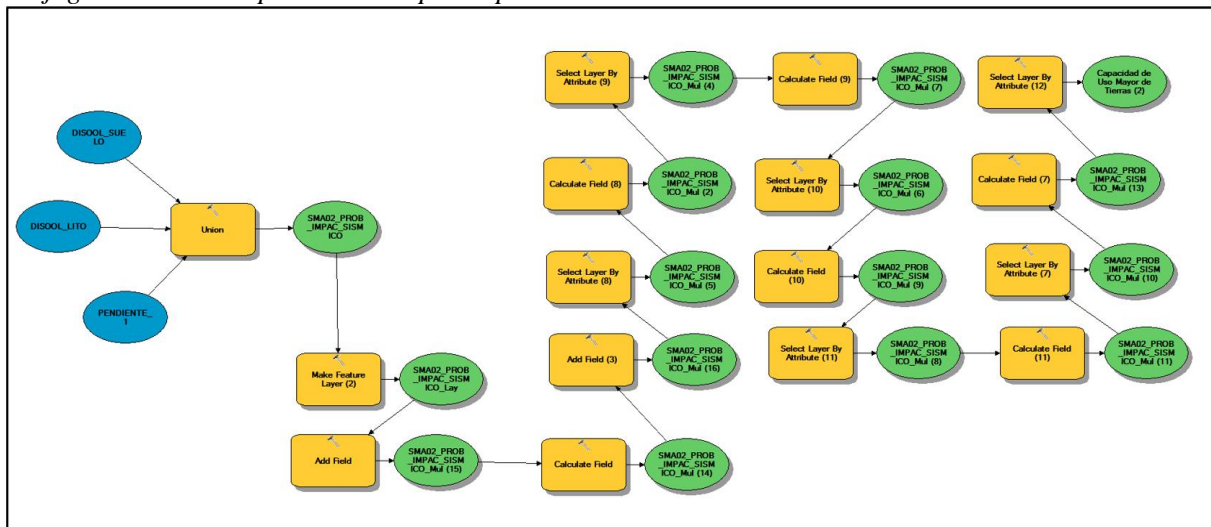 DISOOL_SUE
LO
DISOOL_LITO
PENDIENTE_
1
Union
SMA02_PROB
_IMPAC_SISM
ICO
Make Feature
Layer (2)
SMA02_PROB
_IMPAC_SISM
ICO_Lay
Add Field
SMA02_PROB
_IMPAC_SISM
ICO_Mul (15)
Calculate Field
SMA02_PROB
_IMPAC_SISM
ICO_Mul (14)
Add Field (3)
SMA02_PROB
_IMPAC_SISM
ICO_Mul (16)
Select Layer By
Attribute (8)
SMA02_PROB
_IMPAC_SISM
ICO_Mul (5)
Calculate Field (8)
SMA02_PROB
_IMPAC_SISM
ICO_Mul (2)
Select Layer By
Attribute (9)
SMA02_PROB
_IMPAC_SISM
ICO_Mul (4)
Calculate Field (9)
SMA02_PROB
_IMPAC_SISM
ICO_Mul (7)
Select Layer By
Attribute (10)
SMA02_PROB
_IMPAC_SISM
ICO_Mul (6)
Calculate Field
(10)
SMA02_PROB
_IMPAC_SISM
ICO_Mul (9)
Select Layer By
Attribute (11)
SMA02_PROB
_IMPAC_SISM
ICO_Mul (8)
Calculate Field
(11)
SMA02_PROB
_IMPAC_SISM
ICO_Mul (11)
Select Layer By
Attribute (7)
SMA02_PROB
_IMPAC_SISM
ICO_Mul (10)
Calculate Field (7)
SMA02_PROB
_IMPAC_SISM
ICO_Mul (13)
Select Layer By
Attribute (12)
Capacidad de
Uso Mayor de
Tierras (2)